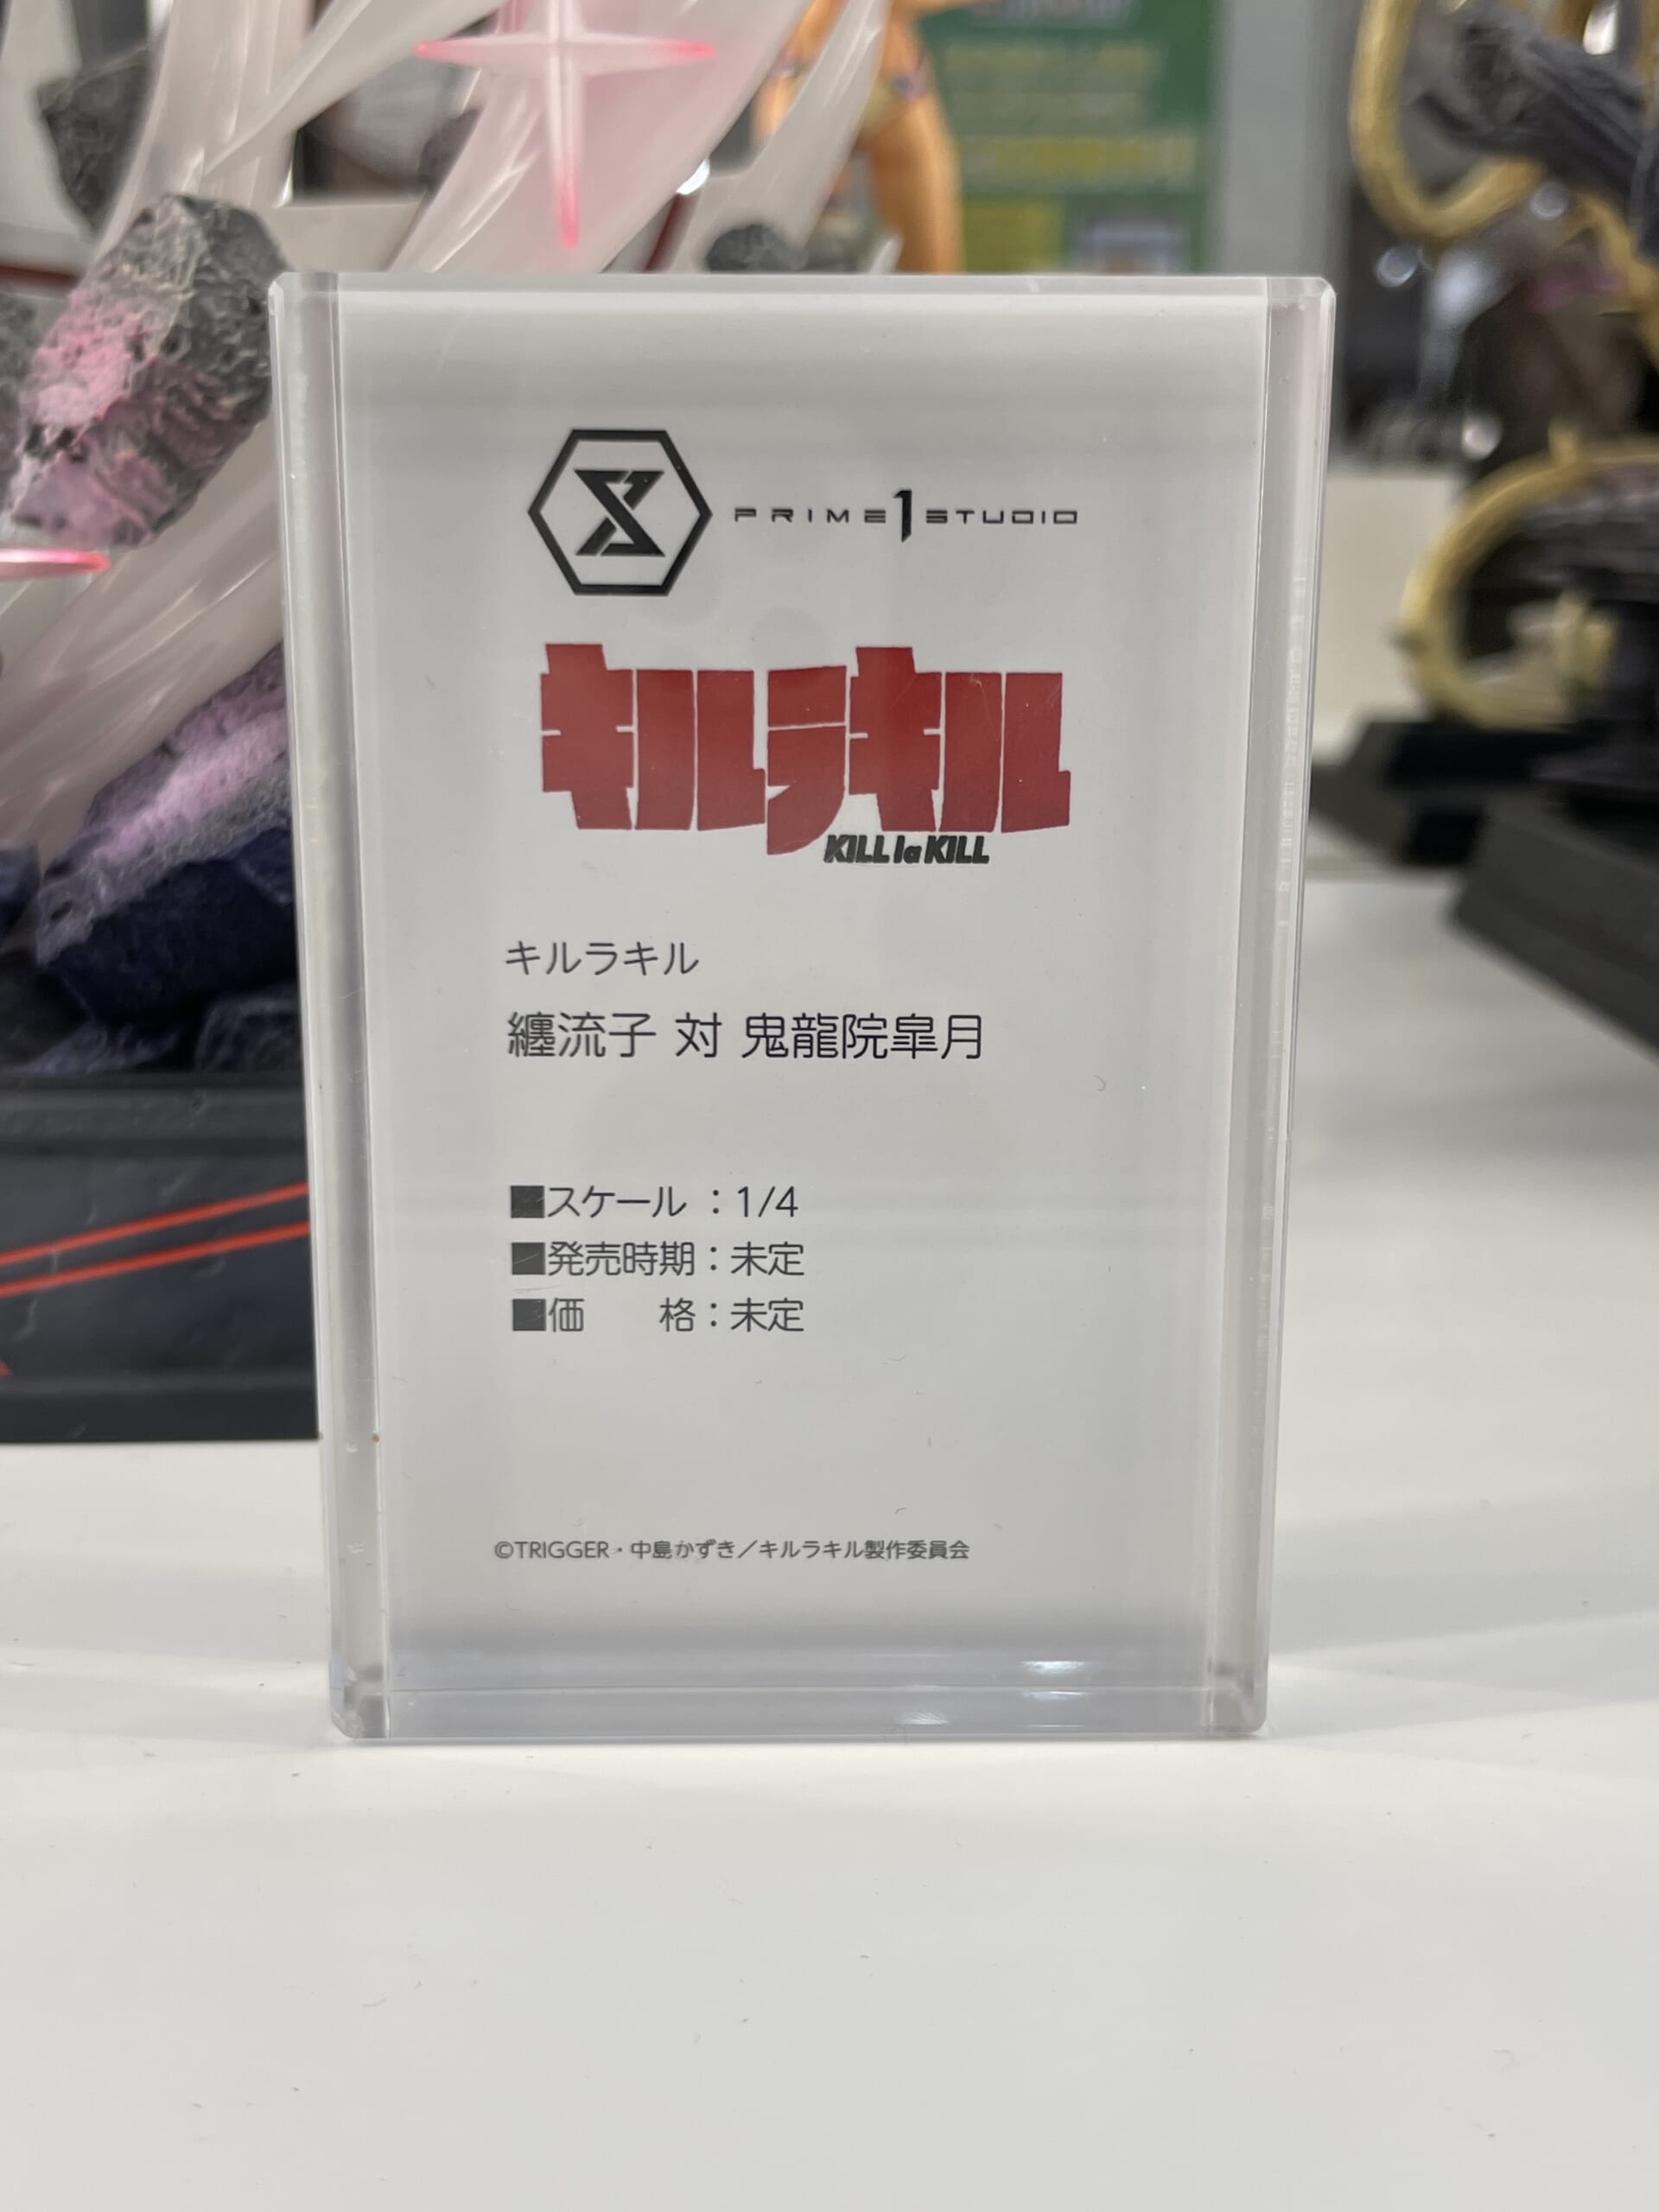 PRIME1STUDIO
キルラキル
KILL la KILL
キルラキル
纏流子 対 鬼龍院皐月
■スケール ：1/4
■発売時期：未定
■価　　格：未定
©TRIGGER・中島かずき／キルラキル製作委員会